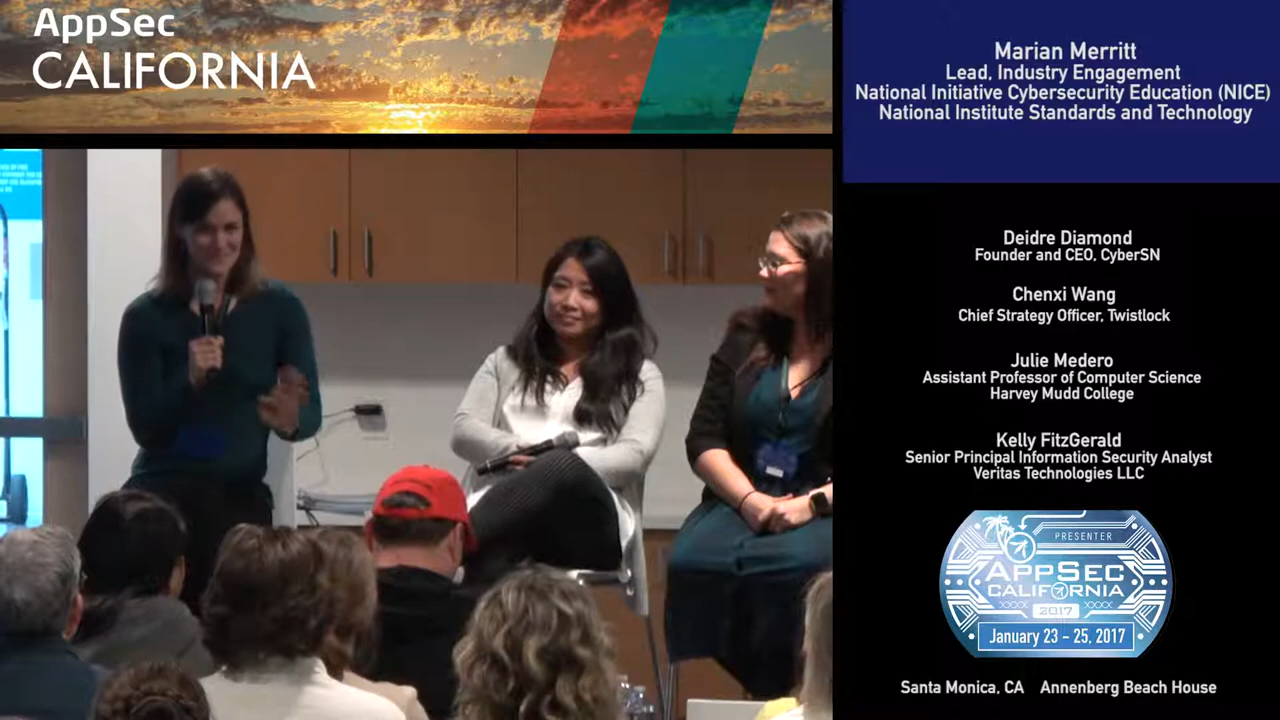 AppSec
CALIFORNIA
Marian Merritt
Lead, Industry Engagement
National Initiative Cybersecurity Education (NICE)
National Institute Standards and Technology
Deidre Diamond
Founder and CEO, CyberSN
Chenxi Wang
Chief Strategy Officer, Twistlock
Julie Medero
Assistant Professor of Computer Science
Harvey Mudd College
Kelly FitzGerald
Senior Principal Information Security Analyst
Veritas Technologies LLC
PRESENTER
APPSEC
CALIFORNIA
2017
January 23 - 25, 2017
Santa Monica, CA Annenberg Beach House